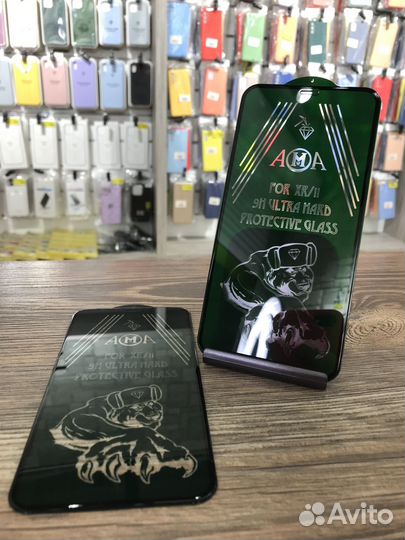 AMA
FOR XR/11
9H ULTRA HARD
PROTECTIVE GLASS
AMA
FOR XR/11
9H ULTRA HARD
PROTECTIVE GLASS
Avito